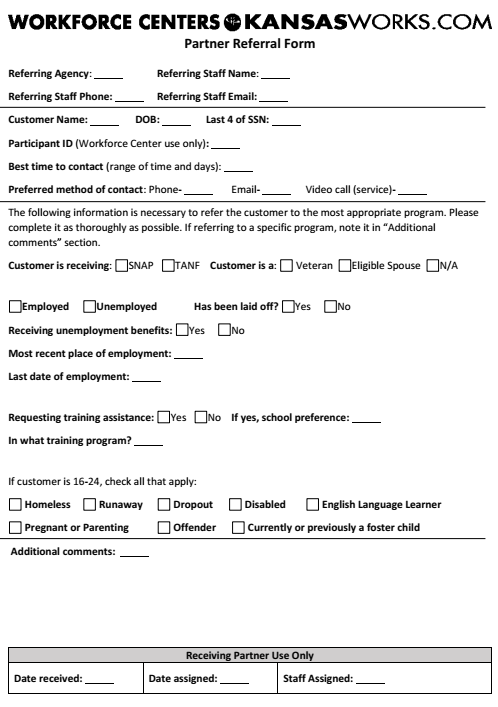 WORKFORCE CENTERS KANSASWORKS.COM
Partner Referral Form
Referring Agency: _____ Referring Staff Name: _____
Referring Staff Phone: _____ Referring Staff Email: _____
Customer Name: _____ DOB: _____ Last 4 of SSN: _____
Participant ID (Workforce Center use only): _____
Best time to contact (range of time and days): _____
Preferred method of contact: Phone- _____ Email- _____ Video call (service)- _____
The following information is necessary to refer the customer to the most appropriate program. Please
complete it as thoroughly as possible. If referring to a specific program, note it in “Additional
comments” section.
Customer is receiving: ☐SNAP ☐TANF Customer is a: ☐ Veteran ☐Eligible Spouse ☐N/A
☐Employed ☐Unemployed Has been laid off? ☐Yes ☐No
Receiving unemployment benefits: ☐Yes ☐No
Most recent place of employment: _____
Last date of employment: _____
Requesting training assistance: ☐Yes ☐No If yes, school preference: _____
In what training program? _____
If customer is 16-24, check all that apply:
☐ Homeless ☐ Runaway ☐ Dropout ☐ Disabled ☐ English Language Learner
☐ Pregnant or Parenting ☐ Offender ☐ Currently or previously a foster child
Additional comments: _____
Receiving Partner Use Only
Date received: _____ Date assigned: _____ Staff Assigned: _____